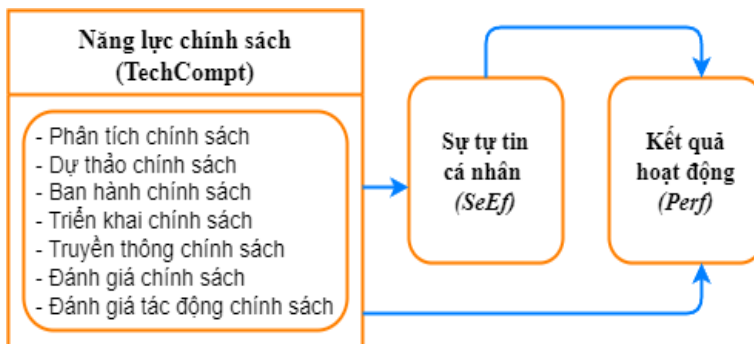 Năng lực chính sách
(TechCompt)
- Phân tích chính sách
- Dự thảo chính sách
- Ban hành chính sách
- Triển khai chính sách
- Truyền thông chính sách
- Đánh giá chính sách
- Đánh giá tác động chính sách
Sự tự tin
cá nhân
(SeEf)
Kết quả
hoạt động
(Perf)